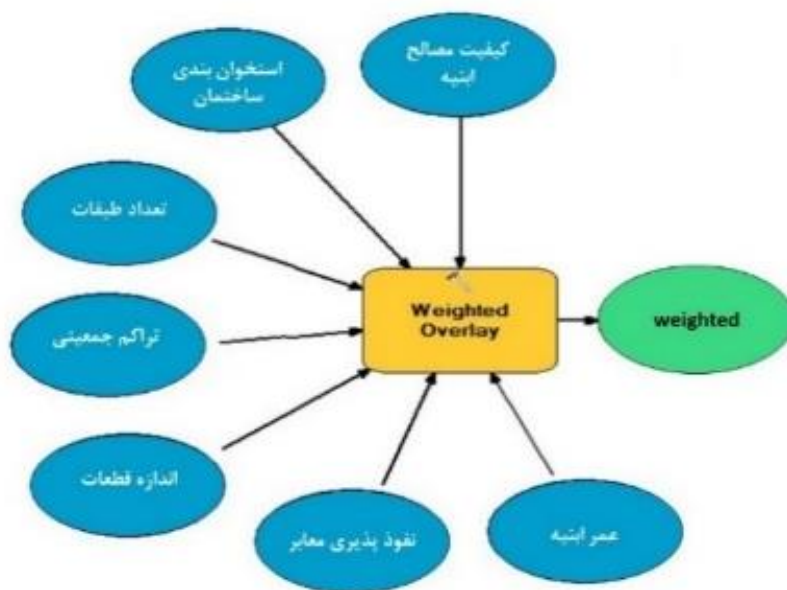 کیفیت مصالح
ابنیه
استخوان بندی
ساختمان
تعداد طبقات
تراکم جمعیتی
اندازه قطعات
نفوذ پذیری معابر
عمر ابنیه
Weighted
Overlay
weighted